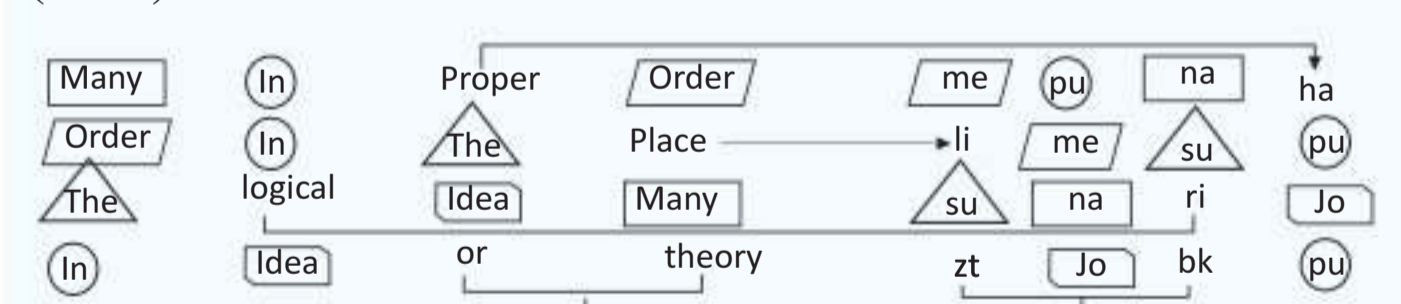 Many In Proper Order me pu na ha
Order In The Place li me su pu
The logical Idea Many su na ri Jo
In Idea or theory zt Jo bk pu